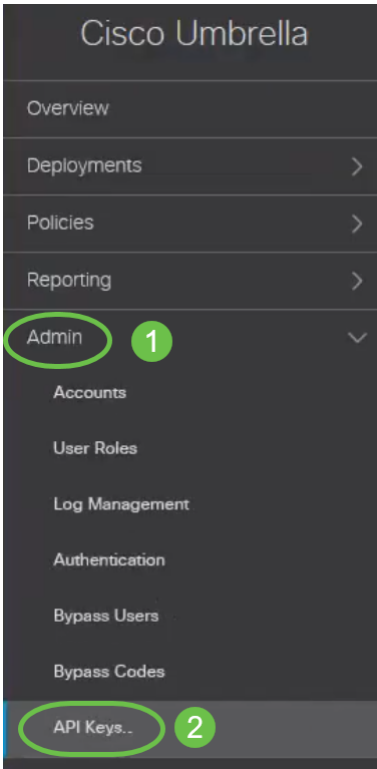 Cisco Umbrella
Overview
Deployments
Policies
Reporting
Admin 1
Accounts
User Roles
Log Management
Authentication
Bypass Users
Bypass Codes
API Keys.. 2